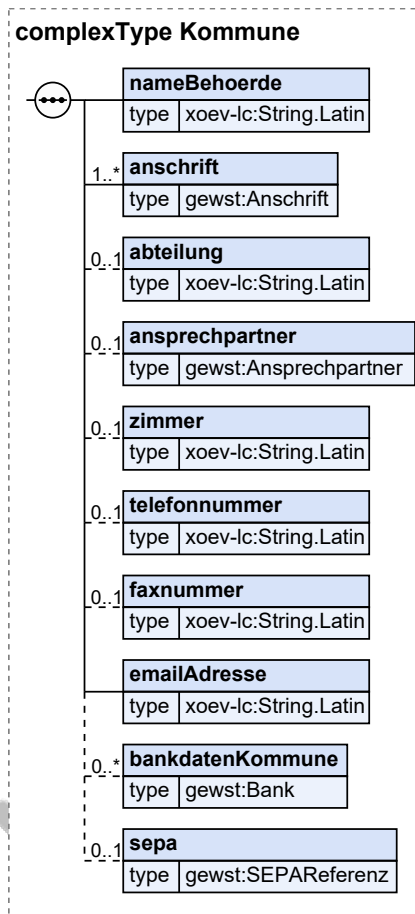 complexType Kommune
nameBehoerde
type xoev-lc:String.Latin
1..* anschrift
type gewst:Anschrift
0..1 abteilung
type xoev-lc:String.Latin
0..1 ansprechpartner
type gewst:Ansprechpartner
0..1 zimmer
type xoev-lc:String.Latin
0..1 telefonnummer
type xoev-lc:String.Latin
0..1 faxnummer
type xoev-lc:String.Latin
emailAdresse
type xoev-lc:String.Latin
0..* bankdatenKommune
type gewst:Bank
0..1 sepa
type gewst:SEPAReferenz